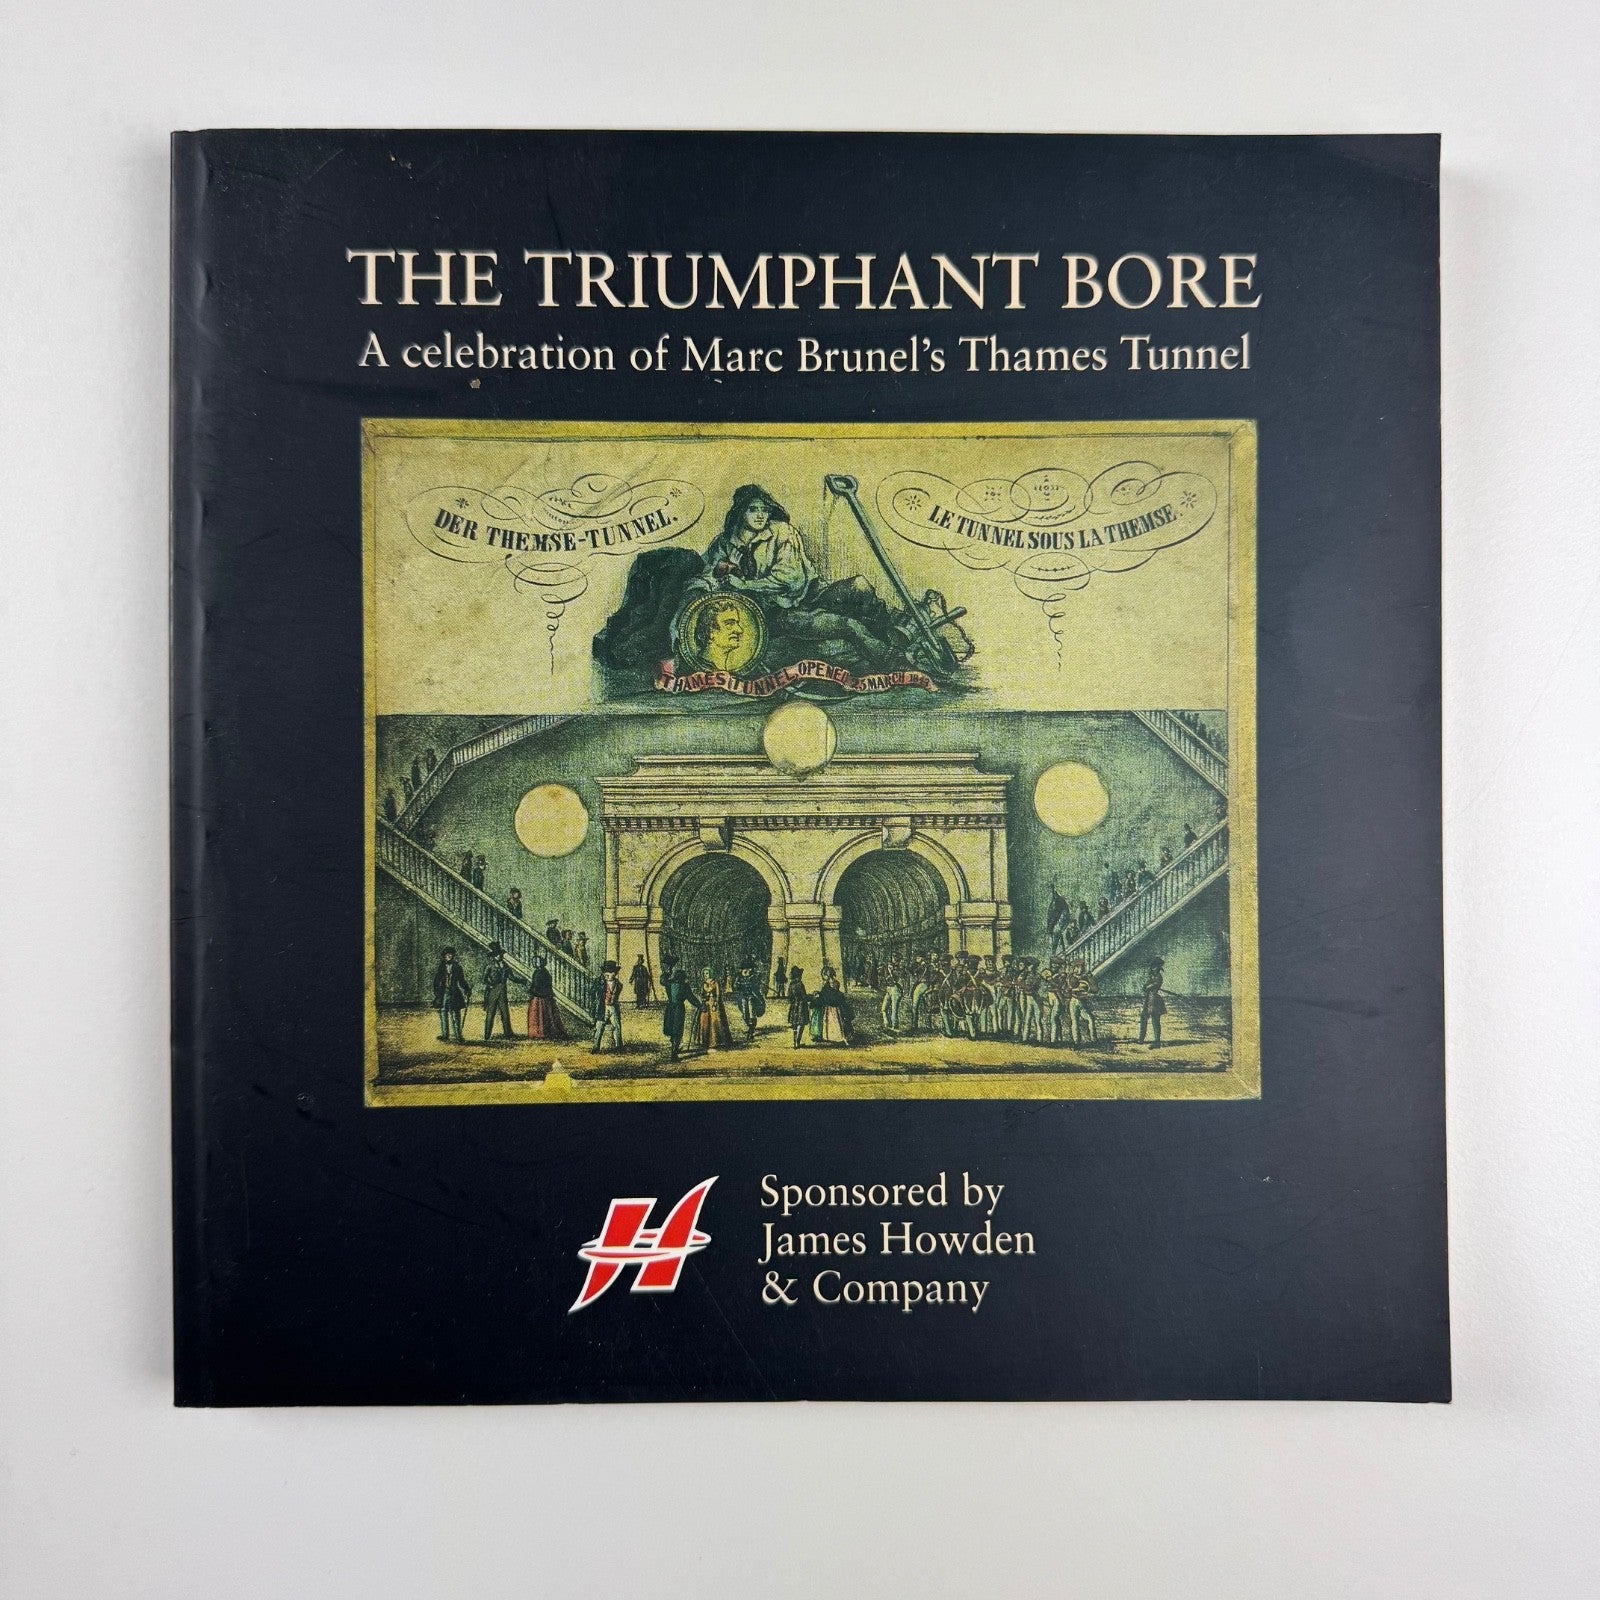 THE TRIUMPHANT BORE
A celebration of Marc Brunel's Thames Tunnel
DER THEMSE-TUNNEL.
LE TUNNEL SOUS LA THEMSE.
THAMES TUNNEL, OPENED 25 MARCH 1843
Sponsored by
James Howden
& Company